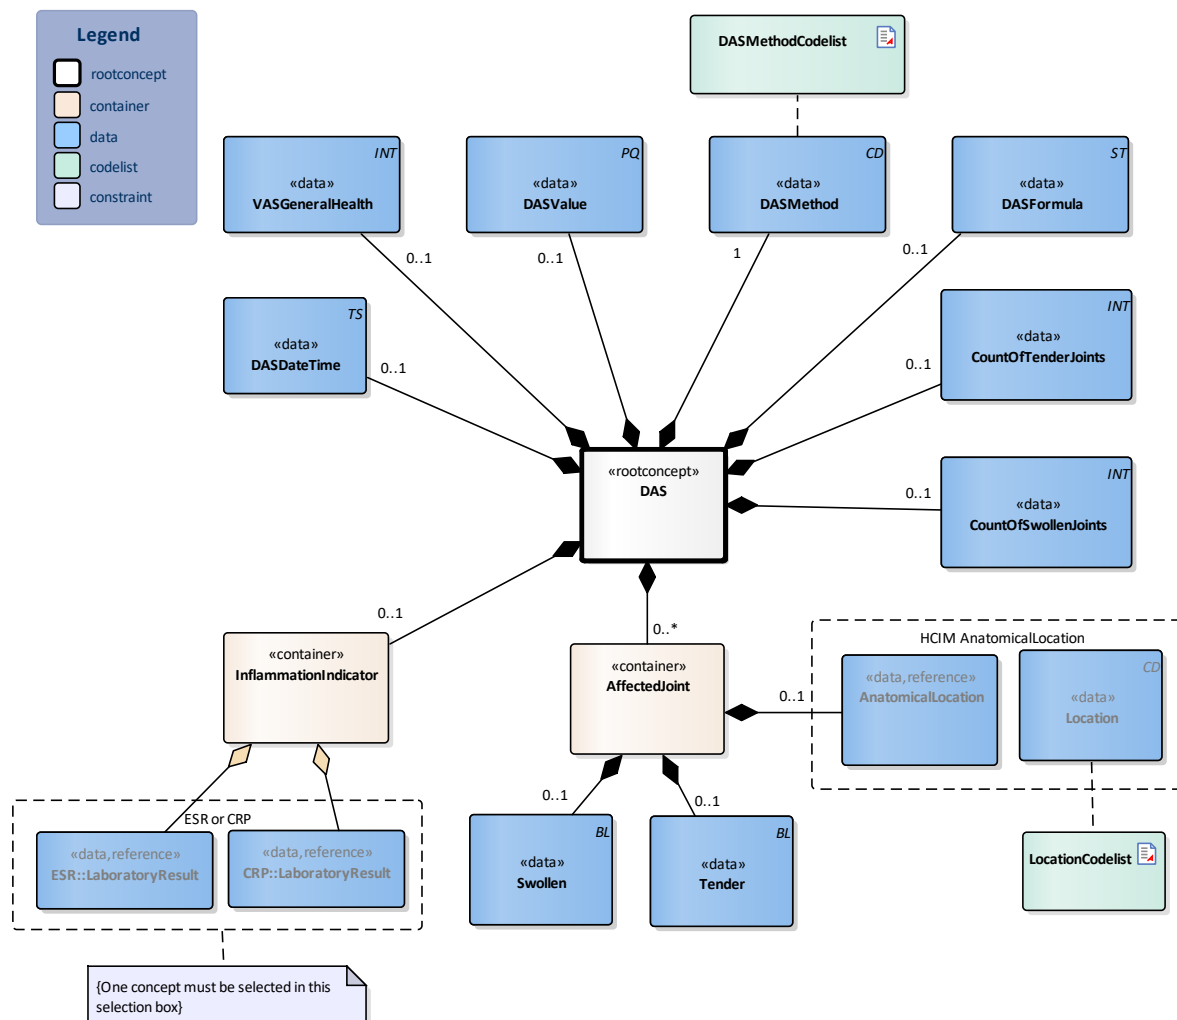 Legend
rootconcept
container
data
codelist
constraint
DASMethodCodelist
INT
«data»
VASGeneralHealth
0..1
PQ
«data»
DASValue
0..1
CD
«data»
DASMethod
1
ST
«data»
DASFormula
0..1
TS
«data»
DASDateTime
0..1
INT
«data»
CountOfTenderJoints
0..1
«rootconcept»
DAS
INT
«data»
CountOfSwollenJoints
0..1
0..1
«container»
InflammationIndicator
0..*
«container»
AffectedJoint
0..1
HCIM AnatomicalLocation
«data,reference»
AnatomicalLocation
CD
«data»
Location
ESR or CRP
«data,reference»
ESR::LaboratoryResult
«data,reference»
CRP::LaboratoryResult
0..1
BL
«data»
Swollen
0..1
BL
«data»
Tender
LocationCodelist
{One concept must be selected in this
selection box}